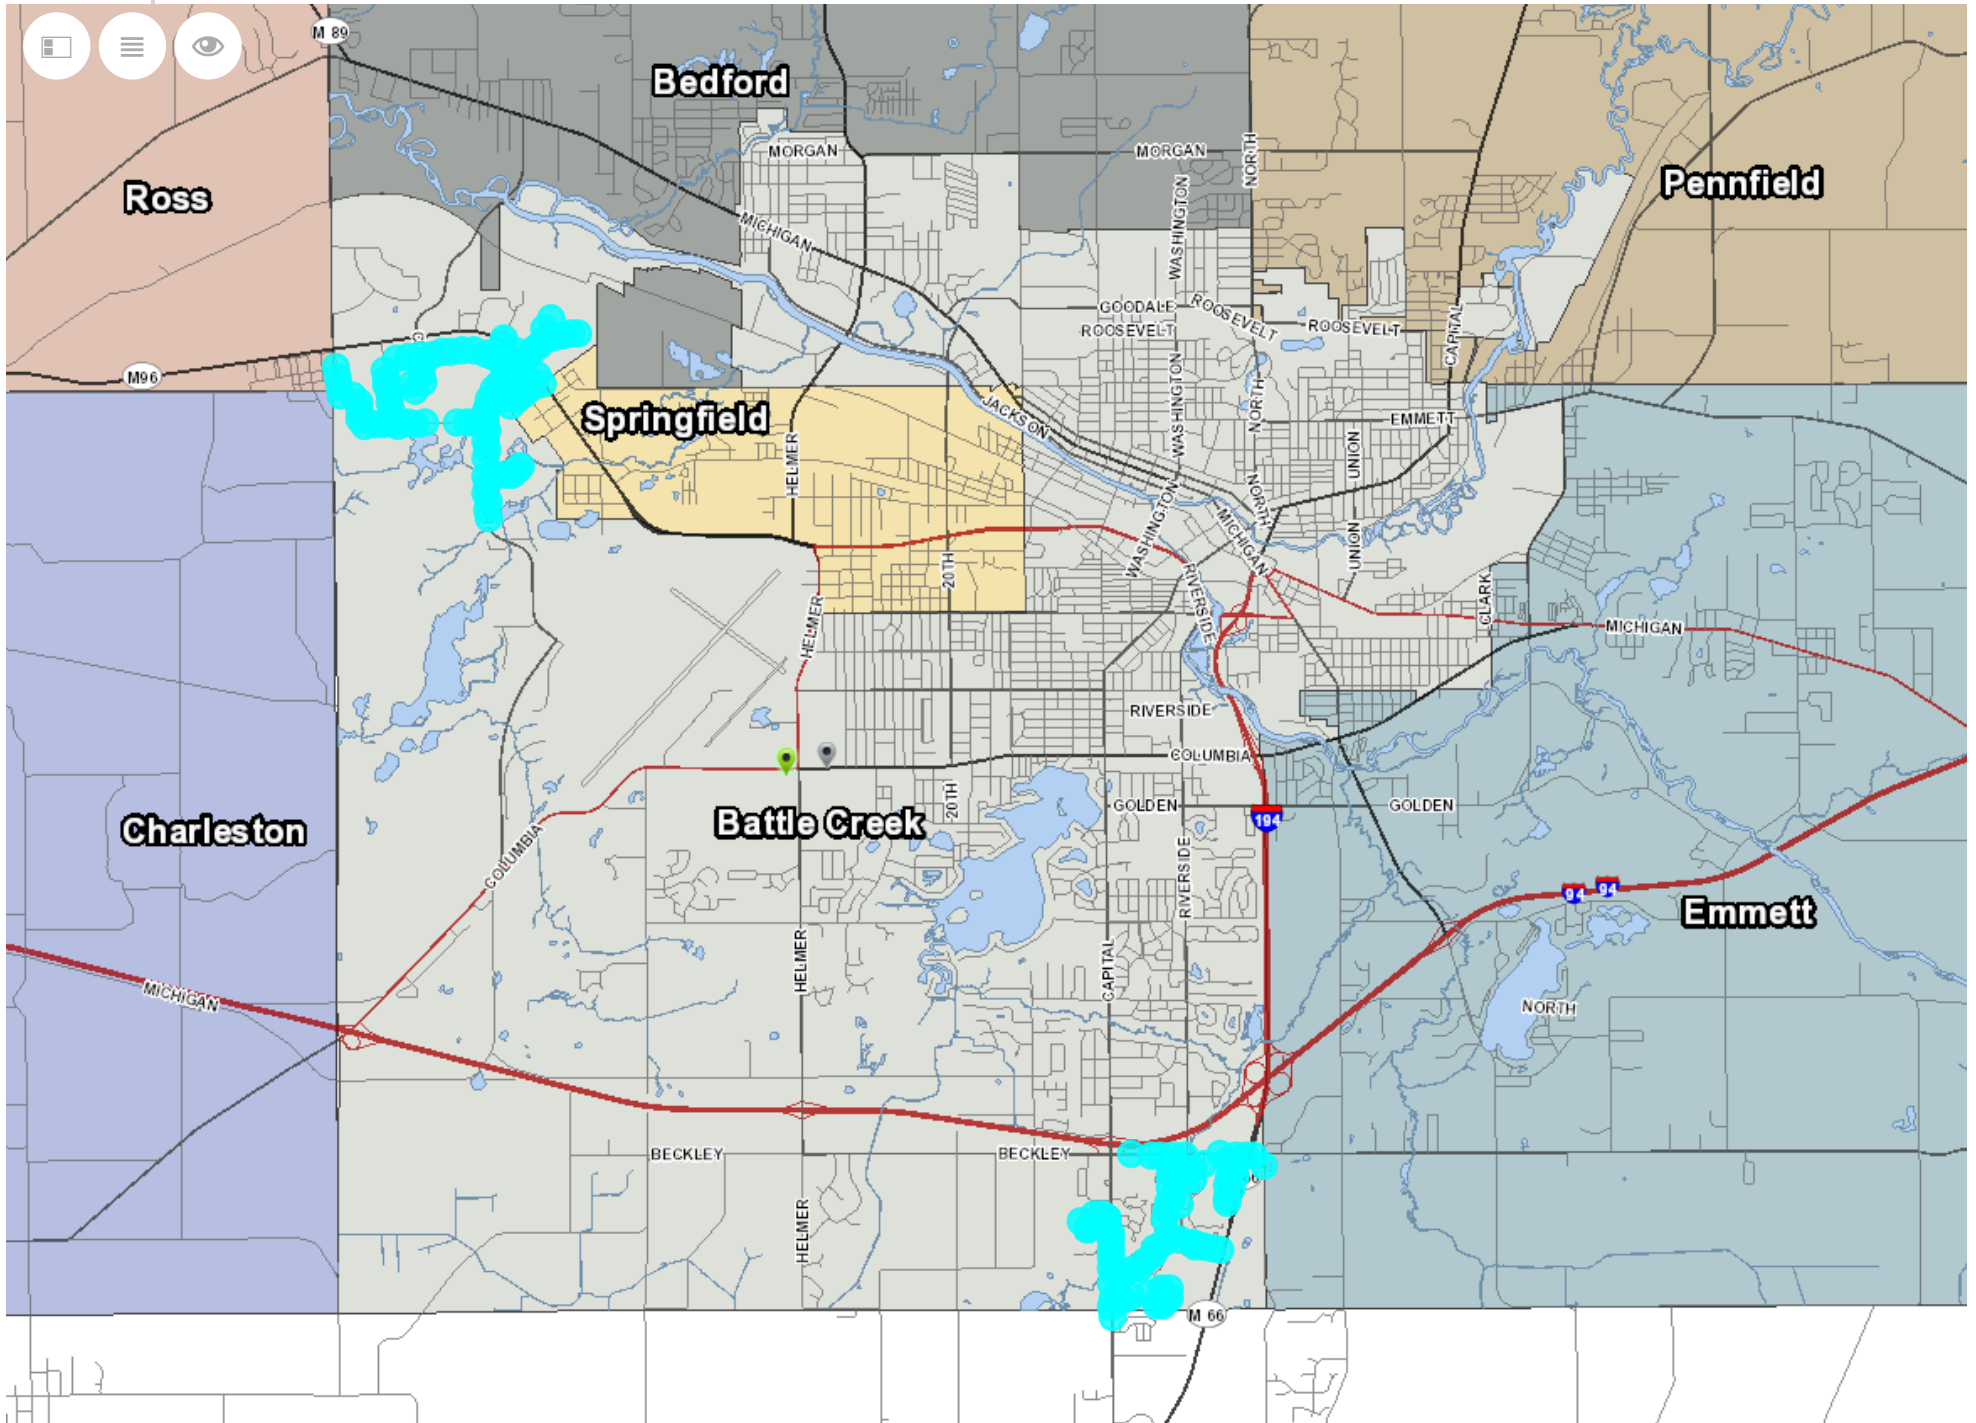 M 89
Bedford
MORGAN
MORGAN
NORTH
Ross
Pennfield
WASHINGTON
MICHIGAN
GOODALE
ROOSEVELT
ROOSEVELT
ROOSEVELT
CAPITAL
M96
WASHINGTON
NORTH
Springfield
JACKSON
EMMETT
HELMER
UNION
NORTH
WASHINGTON
MICHIGAN
UNION
20TH
RIVERSIDE
CLARK
HELMER
MICHIGAN
RIVERSIDE
COLUMBIA
20TH
GOLDEN
GOLDEN
194
Battle Creek
Charleston
COLUMBIA
RIVERSIDE
94
94
Emmett
HELMER
CAPITAL
MICHIGAN
NORTH
BECKLEY
BECKLEY
HELMER
M 66